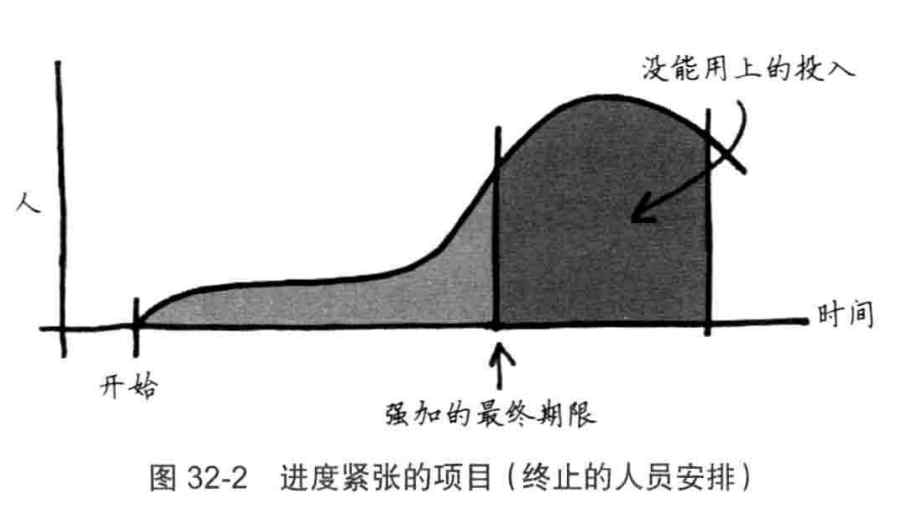 没能用上的投入
人
时间
开始
强加的最终期限
图 32-2 进度紧张的项目（终止的人员安排）